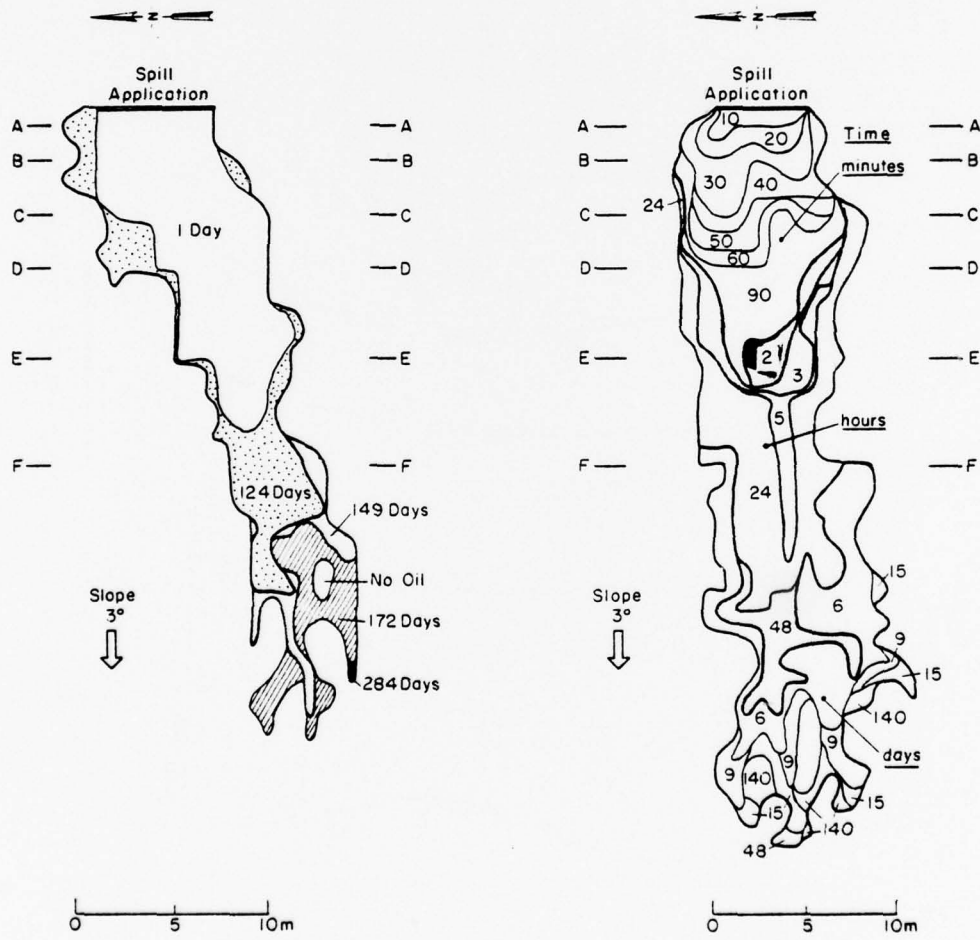 N
Spill
Application
A
A
B
B
C
C
1 Day
D
D
E
E
F
F
124 Days
149 Days
No Oil
Slope
3°
172 Days
284 Days
0
5
10m
N
Spill
Application
A
10
A
20
Time
B
B
minutes
30
40
24
C
C
50
60
D
D
90
E
2
E
3
5
hours
F
F
24
15
Slope
3°
6
48
9
15
6
140
9
days
9
9
140
15
15
140
48
0
5
10m